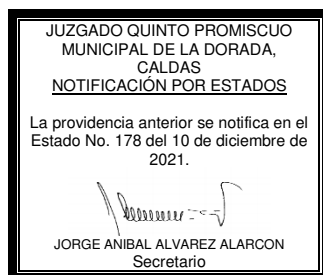 JUZGADO QUINTO PROMISCUO
MUNICIPAL DE LA DORADA,
CALDAS
NOTIFICACIÓN POR ESTADOS
La providencia anterior se notifica en el
Estado No. 178 del 10 de diciembre de
2021.
JORGE ANIBAL ALVAREZ ALARCON
Secretario